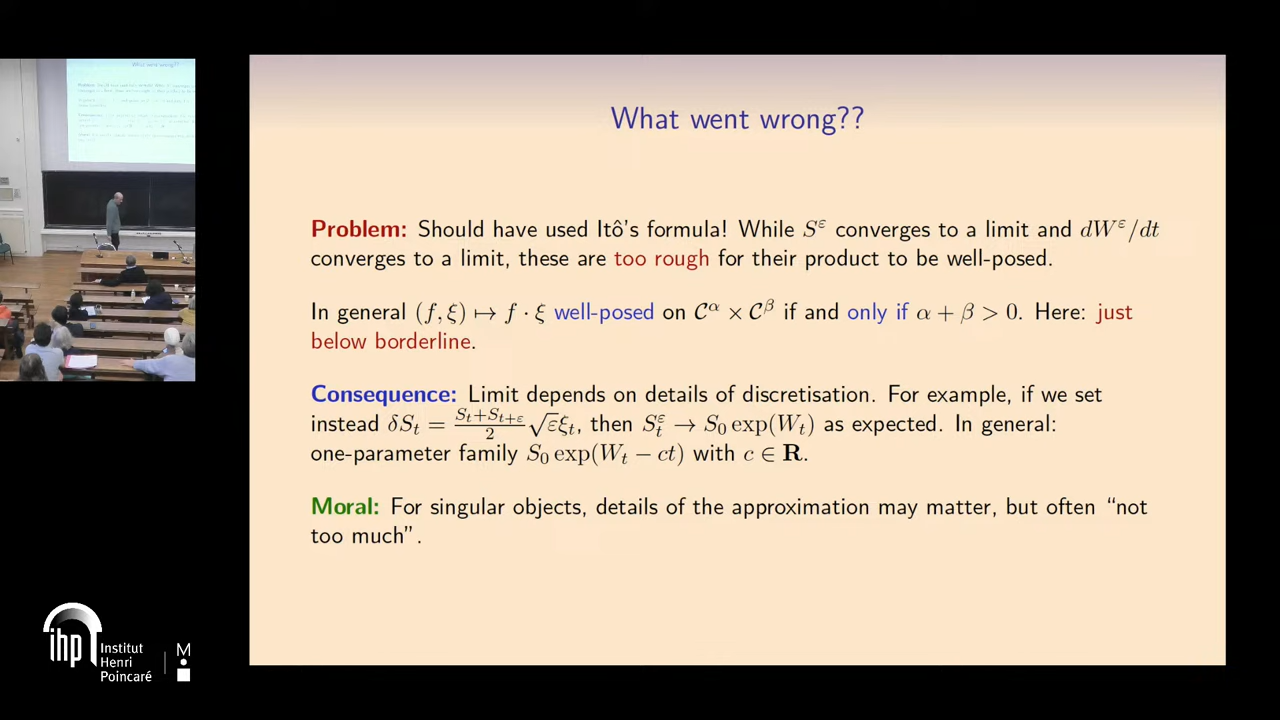 What went wrong??
Problem: Should have used Itô's formula! While S^ε converges to a limit and dW^ε/dt
converges to a limit, these are too rough for their product to be well-posed.
In general (f, ξ) ↦ f · ξ well-posed on 𝒞^α × 𝒞^β if and only if α + β > 0. Here: just
below borderline.
Consequence: Limit depends on details of discretisation. For example, if we set
instead δS_t = (S_t+S_{t+ε})/2 √ε ξ_t, then S_t^ε → S_0 exp(W_t) as expected. In general:
one-parameter family S_0 exp(W_t − ct) with c ∈ R.
Moral: For singular objects, details of the approximation may matter, but often “not
too much”.
ihp
Institut
Henri
Poincaré
M
What went wrong??